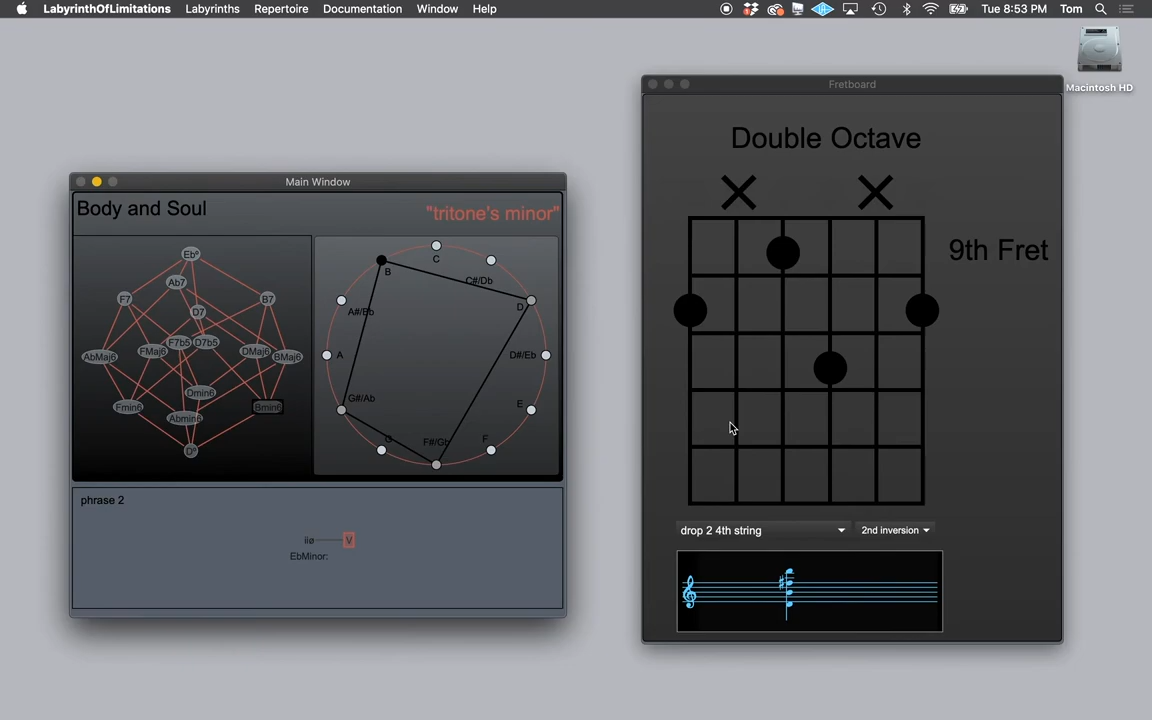 LabyrinthOfLimitations Labyrinths Repertoire Documentation Window Help Tue 8:53 PM Tom
Macintosh HD
Main Window
Body and Soul
"tritone's minor"
Ebº
Ab7
F7 B7
D7
F7b5 D7b5
AbMaj6 FMaj6 DMaj6 BMaj6
Dmin6
Fmin6 Bmin6
Abmin6
Dº
C
B
C#/Db
A#/Bb
D
A
D#/Eb
G#/Ab
E
G
F#/Gb
F
phrase 2
iiø V
EbMinor:
Fretboard
Double Octave
9th Fret
drop 2 4th string
2nd inversion